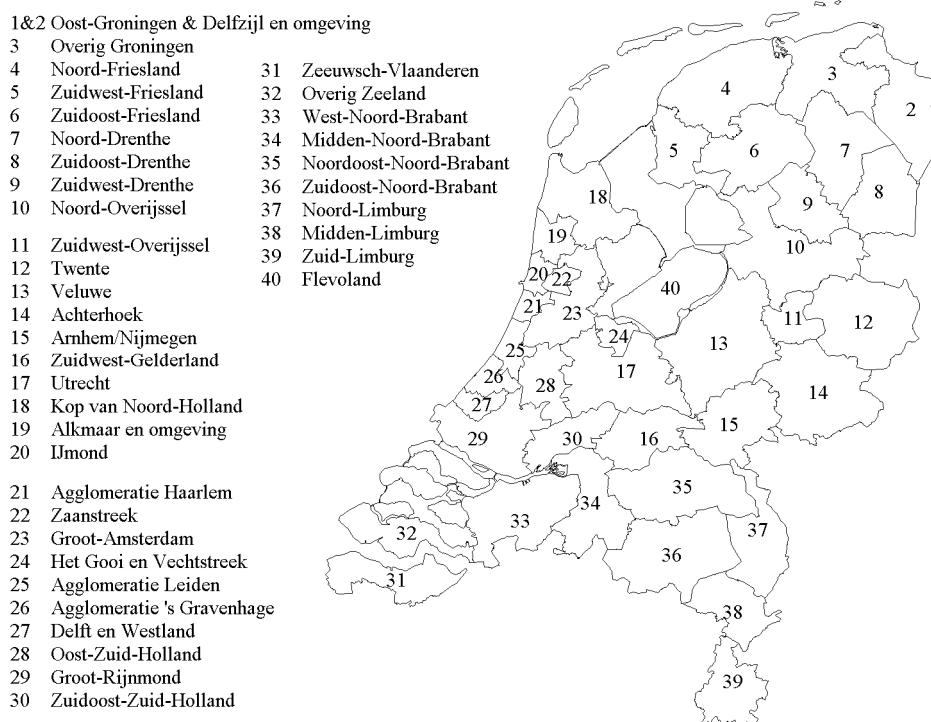 1&2 Oost-Groningen & Delfzijl en omgeving
3 Overig Groningen
4 Noord-Friesland
5 Zuidwest-Friesland
6 Zuidoost-Friesland
7 Noord-Drenthe
8 Zuidoost-Drenthe
9 Zuidwest-Drenthe
10 Noord-Overijssel
11 Zuidwest-Overijssel
12 Twente
13 Veluwe
14 Achterhoek
15 Arnhem/Nijmegen
16 Zuidwest-Gelderland
17 Utrecht
18 Kop van Noord-Holland
19 Alkmaar en omgeving
20 IJmond
21 Agglomeratie Haarlem
22 Zaanstreek
23 Groot-Amsterdam
24 Het Gooi en Vechtstreek
25 Agglomeratie Leiden
26 Agglomeratie 's Gravenhage
27 Delft en Westland
28 Oost-Zuid-Holland
29 Groot-Rijnmond
30 Zuidoost-Zuid-Holland
31 Zeeuwsch-Vlaanderen
32 Overig Zeeland
33 West-Noord-Brabant
34 Midden-Noord-Brabant
35 Noordoost-Noord-Brabant
36 Zuidoost-Noord-Brabant
37 Noord-Limburg
38 Midden-Limburg
39 Zuid-Limburg
40 Flevoland
3
4
2
5
6
7
8
18
9
19
10
20
22
40
21
23
11
12
24
25
13
17
26
28
14
27
15
29
30
16
35
34
33
37
32
36
31
38
39